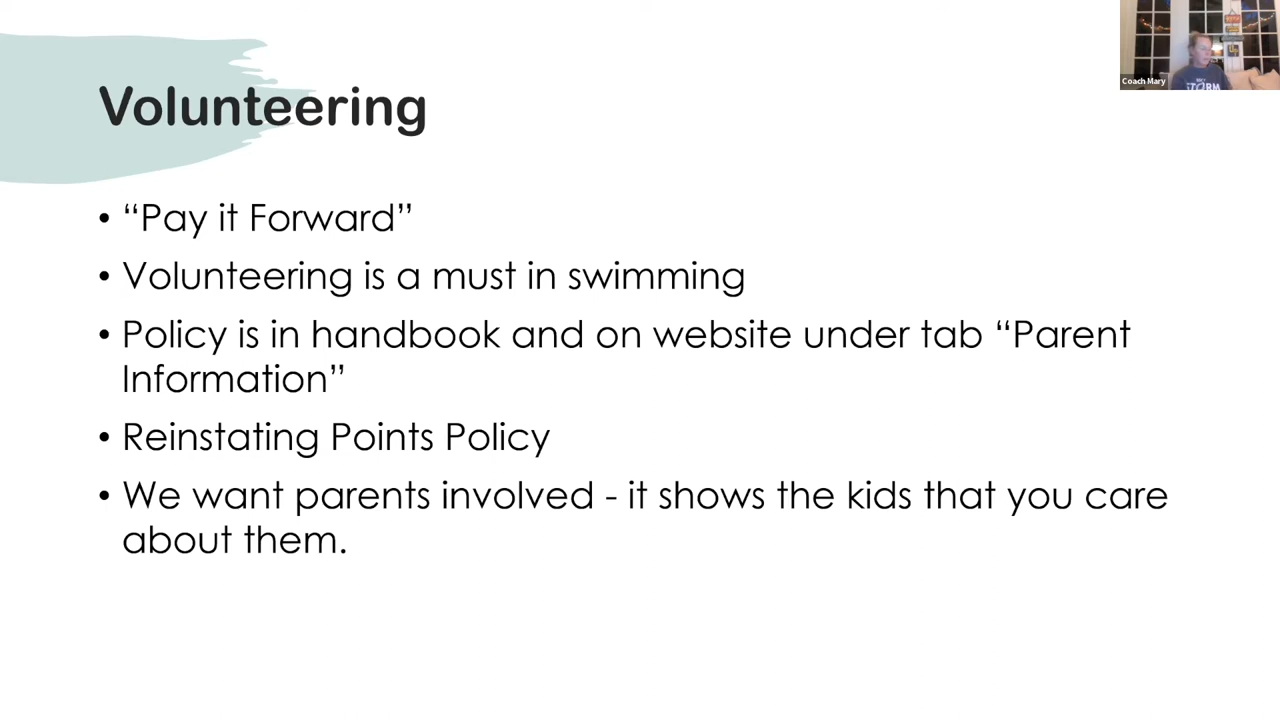 Volunteering
• “Pay it Forward”
• Volunteering is a must in swimming
• Policy is in handbook and on website under tab “Parent
Information”
• Reinstating Points Policy
• We want parents involved - it shows the kids that you care
about them.
Coach Mary